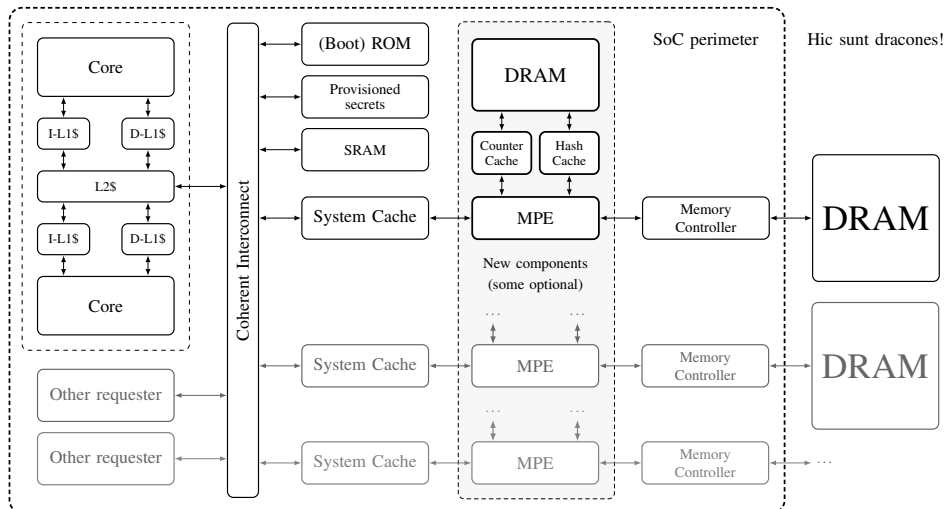 SoC perimeter
Hic sunt dracones!
Core
I-L1$
D-L1$
L2$
I-L1$
D-L1$
Core
Other requester
Other requester
Coherent Interconnect
(Boot) ROM
Provisioned
secrets
SRAM
System Cache
DRAM
Counter
Cache
Hash
Cache
MPE
New components
(some optional)
Memory
Controller
DRAM
System Cache
...
...
MPE
Memory
Controller
DRAM
System Cache
...
...
MPE
Memory
Controller
...